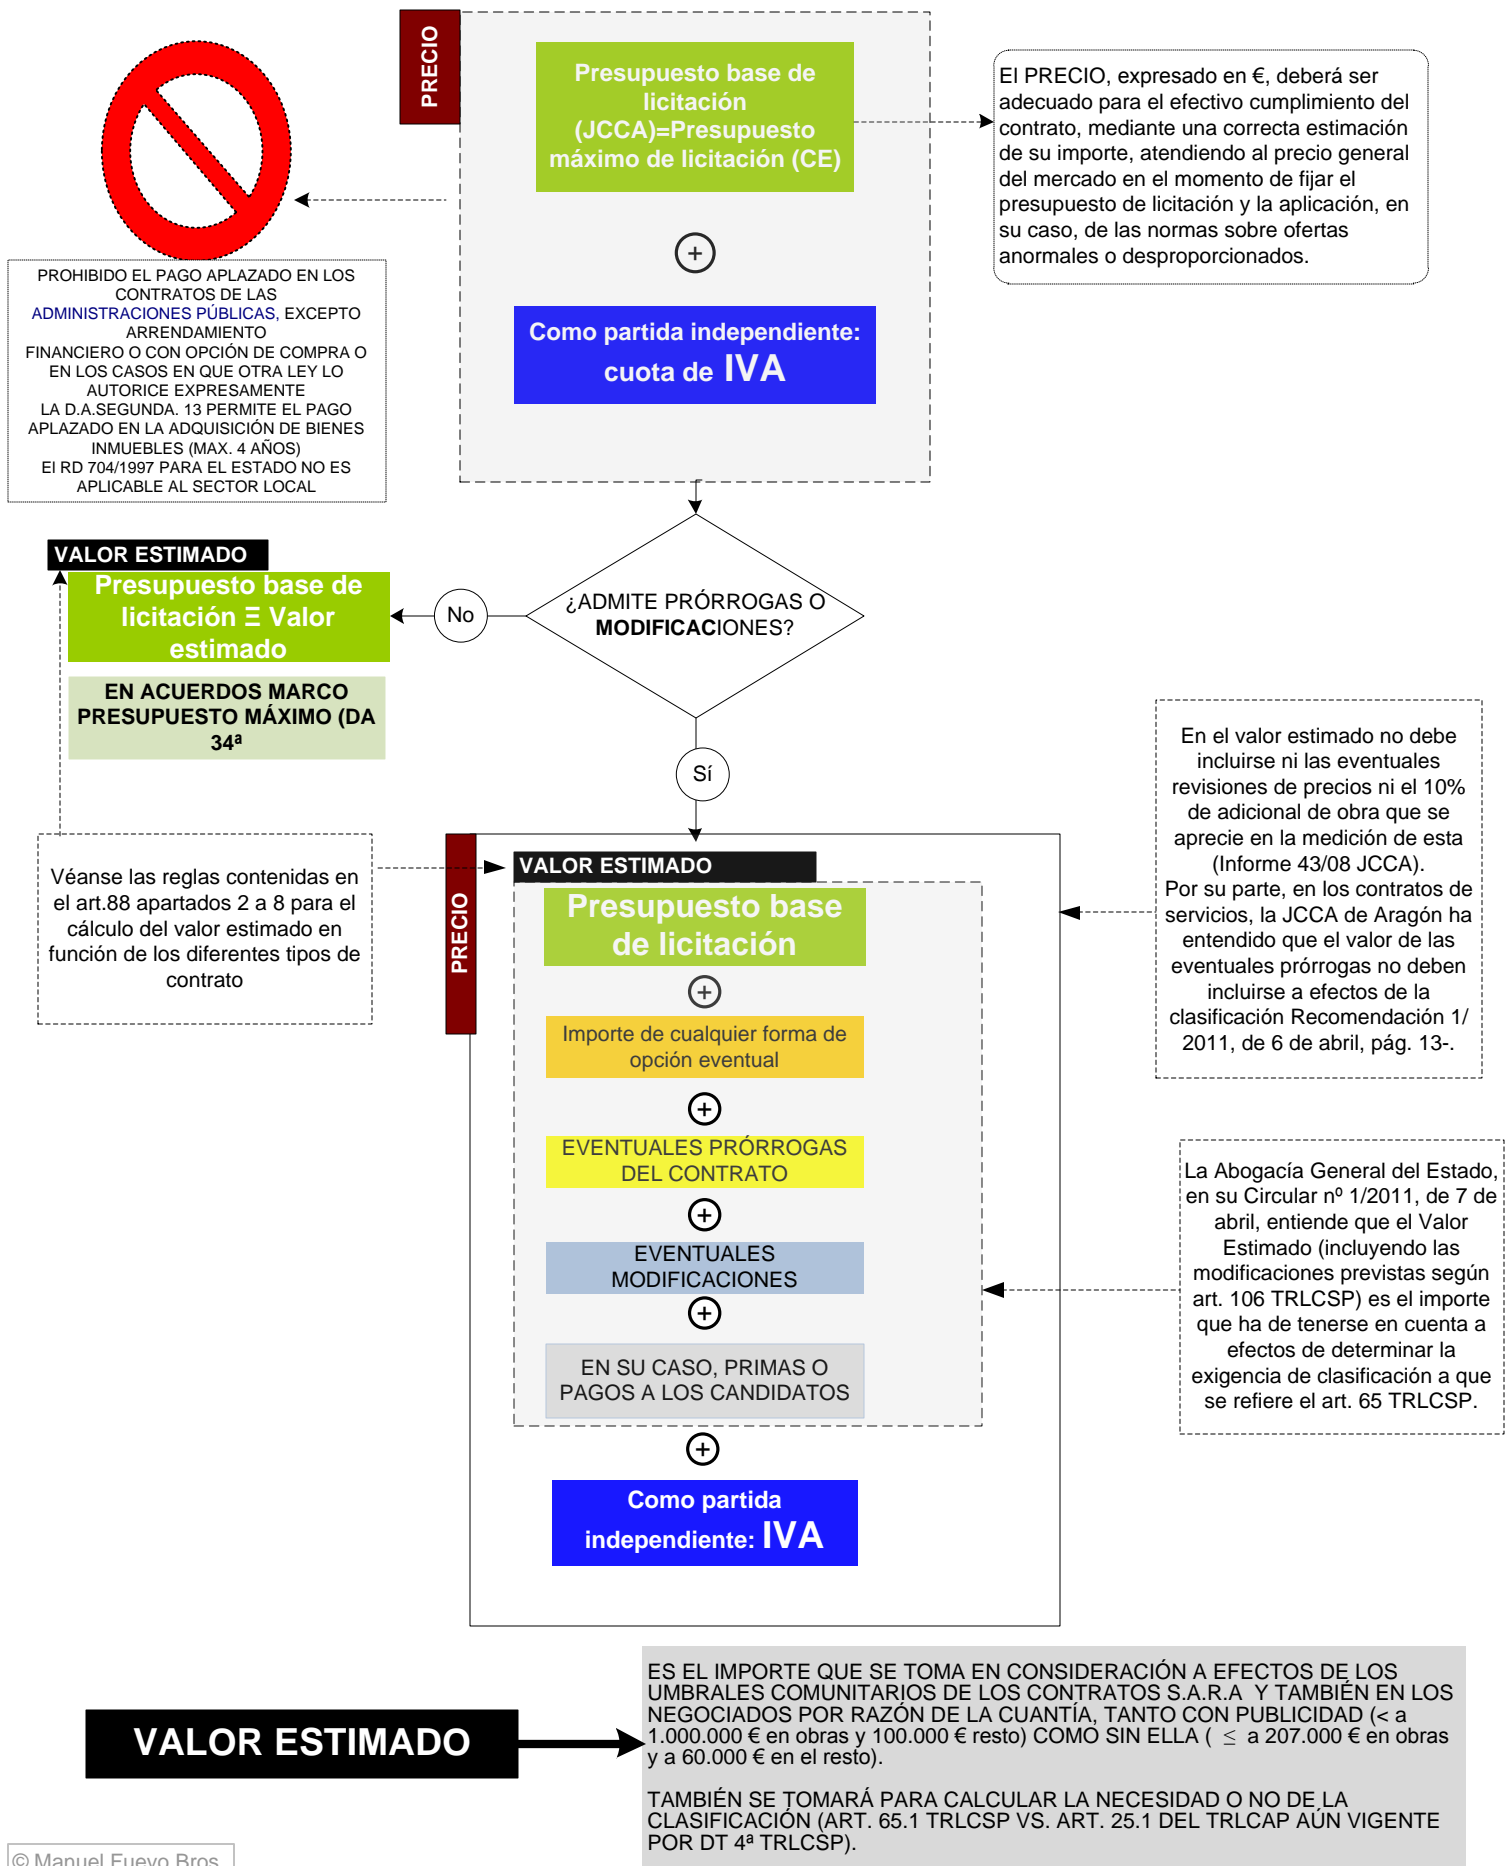 PRECIO
Presupuesto base de
licitación
(JCCA)=Presupuesto
máximo de licitación (CE)
El PRECIO, expresado en €, deberá ser
adecuado para el efectivo cumplimiento del
contrato, mediante una correcta estimación
de su importe, atendiendo al precio general
del mercado en el momento de fijar el
presupuesto de licitación y la aplicación, en
su caso, de las normas sobre ofertas
anormales o desproporcionados.
+
Como partida independiente:
cuota de IVA
PROHIBIDO EL PAGO APLAZADO EN LOS
CONTRATOS DE LAS
ADMINISTRACIONES PÚBLICAS, EXCEPTO
ARRENDAMIENTO
FINANCIERO O CON OPCIÓN DE COMPRA O
EN LOS CASOS EN QUE OTRA LEY LO
AUTORICE EXPRESAMENTE
LA D.A.SEGUNDA. 13 PERMITE EL PAGO
APLAZADO EN LA ADQUISICIÓN DE BIENES
INMUEBLES (MAX. 4 AÑOS)
El RD 704/1997 PARA EL ESTADO NO ES
APLICABLE AL SECTOR LOCAL
¿ADMITE PRÓRROGAS O
MODIFICACIONES?
No
VALOR ESTIMADO
Presupuesto base de
licitación Ξ Valor
estimado
EN ACUERDOS MARCO
PRESUPUESTO MÁXIMO (DA
34ª
Sí
Véanse las reglas contenidas en
el art.88 apartados 2 a 8 para el
cálculo del valor estimado en
función de los diferentes tipos de
contrato
PRECIO
VALOR ESTIMADO
Presupuesto base
de licitación
+
Importe de cualquier forma de
opción eventual
+
EVENTUALES PRÓRROGAS
DEL CONTRATO
+
EVENTUALES
MODIFICACIONES
+
EN SU CASO, PRIMAS O
PAGOS A LOS CANDIDATOS
+
Como partida
independiente: IVA
En el valor estimado no debe
incluirse ni las eventuales
revisiones de precios ni el 10%
de adicional de obra que se
aprecie en la medición de esta
(Informe 43/08 JCCA).
Por su parte, en los contratos de
servicios, la JCCA de Aragón ha
entendido que el valor de las
eventuales prórrogas no deben
incluirse a efectos de la
clasificación Recomendación 1/
2011, de 6 de abril, pág. 13-.
La Abogacía General del Estado,
en su Circular nº 1/2011, de 7 de
abril, entiende que el Valor
Estimado (incluyendo las
modificaciones previstas según
art. 106 TRLCSP) es el importe
que ha de tenerse en cuenta a
efectos de determinar la
exigencia de clasificación a que
se refiere el art. 65 TRLCSP.
VALOR ESTIMADO
ES EL IMPORTE QUE SE TOMA EN CONSIDERACIÓN A EFECTOS DE LOS
UMBRALES COMUNITARIOS DE LOS CONTRATOS S.A.R.A Y TAMBIÉN EN LOS
NEGOCIADOS POR RAZÓN DE LA CUANTÍA, TANTO CON PUBLICIDAD (< a
1.000.000 € en obras y 100.000 € resto) COMO SIN ELLA ( ≤ a 207.000 € en obras
y a 60.000 € en el resto).
TAMBIÉN SE TOMARÁ PARA CALCULAR LA NECESIDAD O NO DE LA
CLASIFICACIÓN (ART. 65.1 TRLCSP VS. ART. 25.1 DEL TRLCAP AÚN VIGENTE
POR DT 4ª TRLCSP).
© Manuel Fueyo Bros